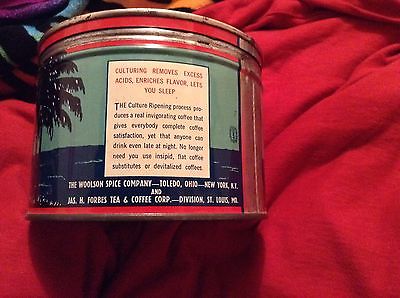 CULTURING REMOVES EXCESS
ACIDS, ENRICHES FLAVOR, LETS
YOU SLEEP
THE Culture Ripening process pro-
duces a real invigorating coffee that
gives everybody complete coffee
satisfaction, yet that anyone can
drink even late at night. No longer
need you use insipid, flat coffee
substitutes or devitalized coffees.
THE WOOLSON SPICE COMPANY—TOLEDO, OHIO—NEW YORK, N.Y.
AND
JAS. H. FORBES TEA & COFFEE CORP.—DIVISION, ST. LOUIS, MO.